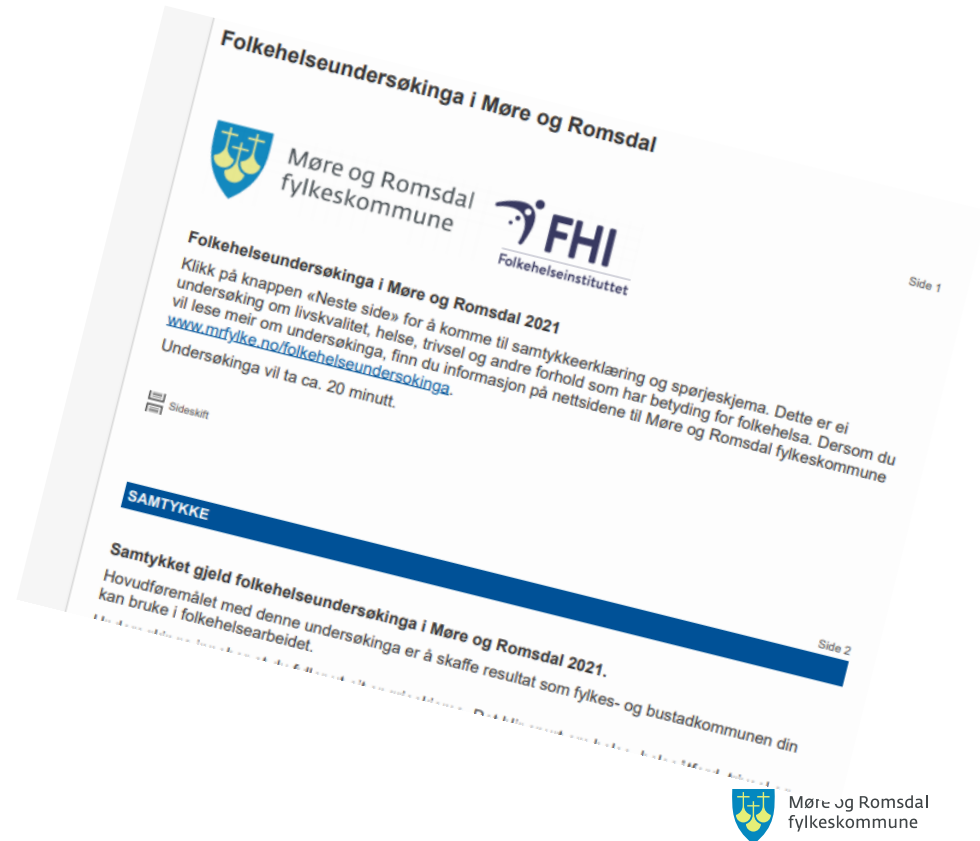 Folkehelseundersøkinga i Møre og Romsdal
Møre og Romsdal
fylkeskommune
FHI
Folkehelseinstituttet
Side 1
Folkehelseundersøkinga i Møre og Romsdal 2021
Klikk på knappen «Neste side» for å komme til samtykkeerklæring og spørjeskjema. Dette er ei
undersøking om livskvalitet, helse, trivsel og andre forhold som har betyding for folkehelsa. Dersom du
vil lese meir om undersøkinga, finn du informasjon på nettsidene til Møre og Romsdal fylkeskommune
www.mrfylke.no/folkehelseundersokinga.
Undersøkinga vil ta ca. 20 minutt.
Sideskift
SAMTYKKE
Side 2
Samtykket gjeld folkehelseundersøkinga i Møre og Romsdal 2021.
Hovudføremålet med denne undersøkinga er å skaffe resultat som fylkes- og bustadkommunen din
kan bruke i folkehelsearbeidet.
Møre og Romsdal
fylkeskommune